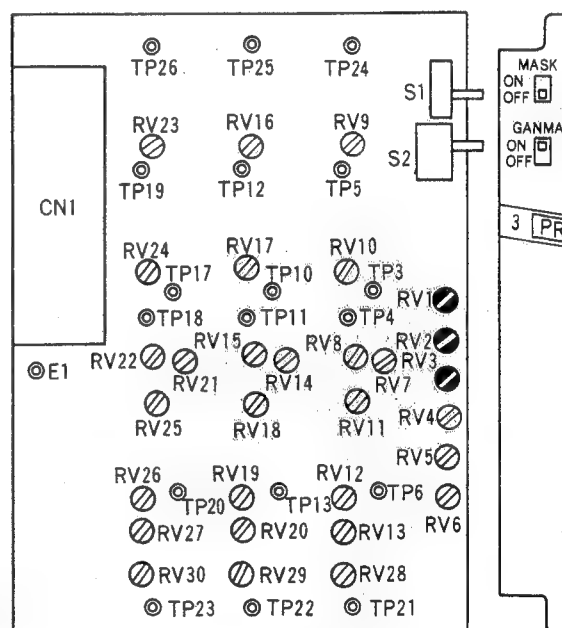 TP26 TP25 TP24
MASK
S1 ON
OFF
RV23 RV16 RV9
GANMA
S2 ON
OFF
TP19 TP12 TP5
CN1
3 PR
RV24 RV17 RV10
TP17 TP10 TP3
RV1
TP18 TP11 TP4
RV15 RV8 RV2
RV22 RV3
E1 RV21 RV14 RV7
RV25 RV18 RV11 RV4
RV5
RV26 RV19 RV12
TP20 TP13 TP6
RV6
RV27 RV20 RV13
RV30 RV29 RV28
TP23 TP22 TP21